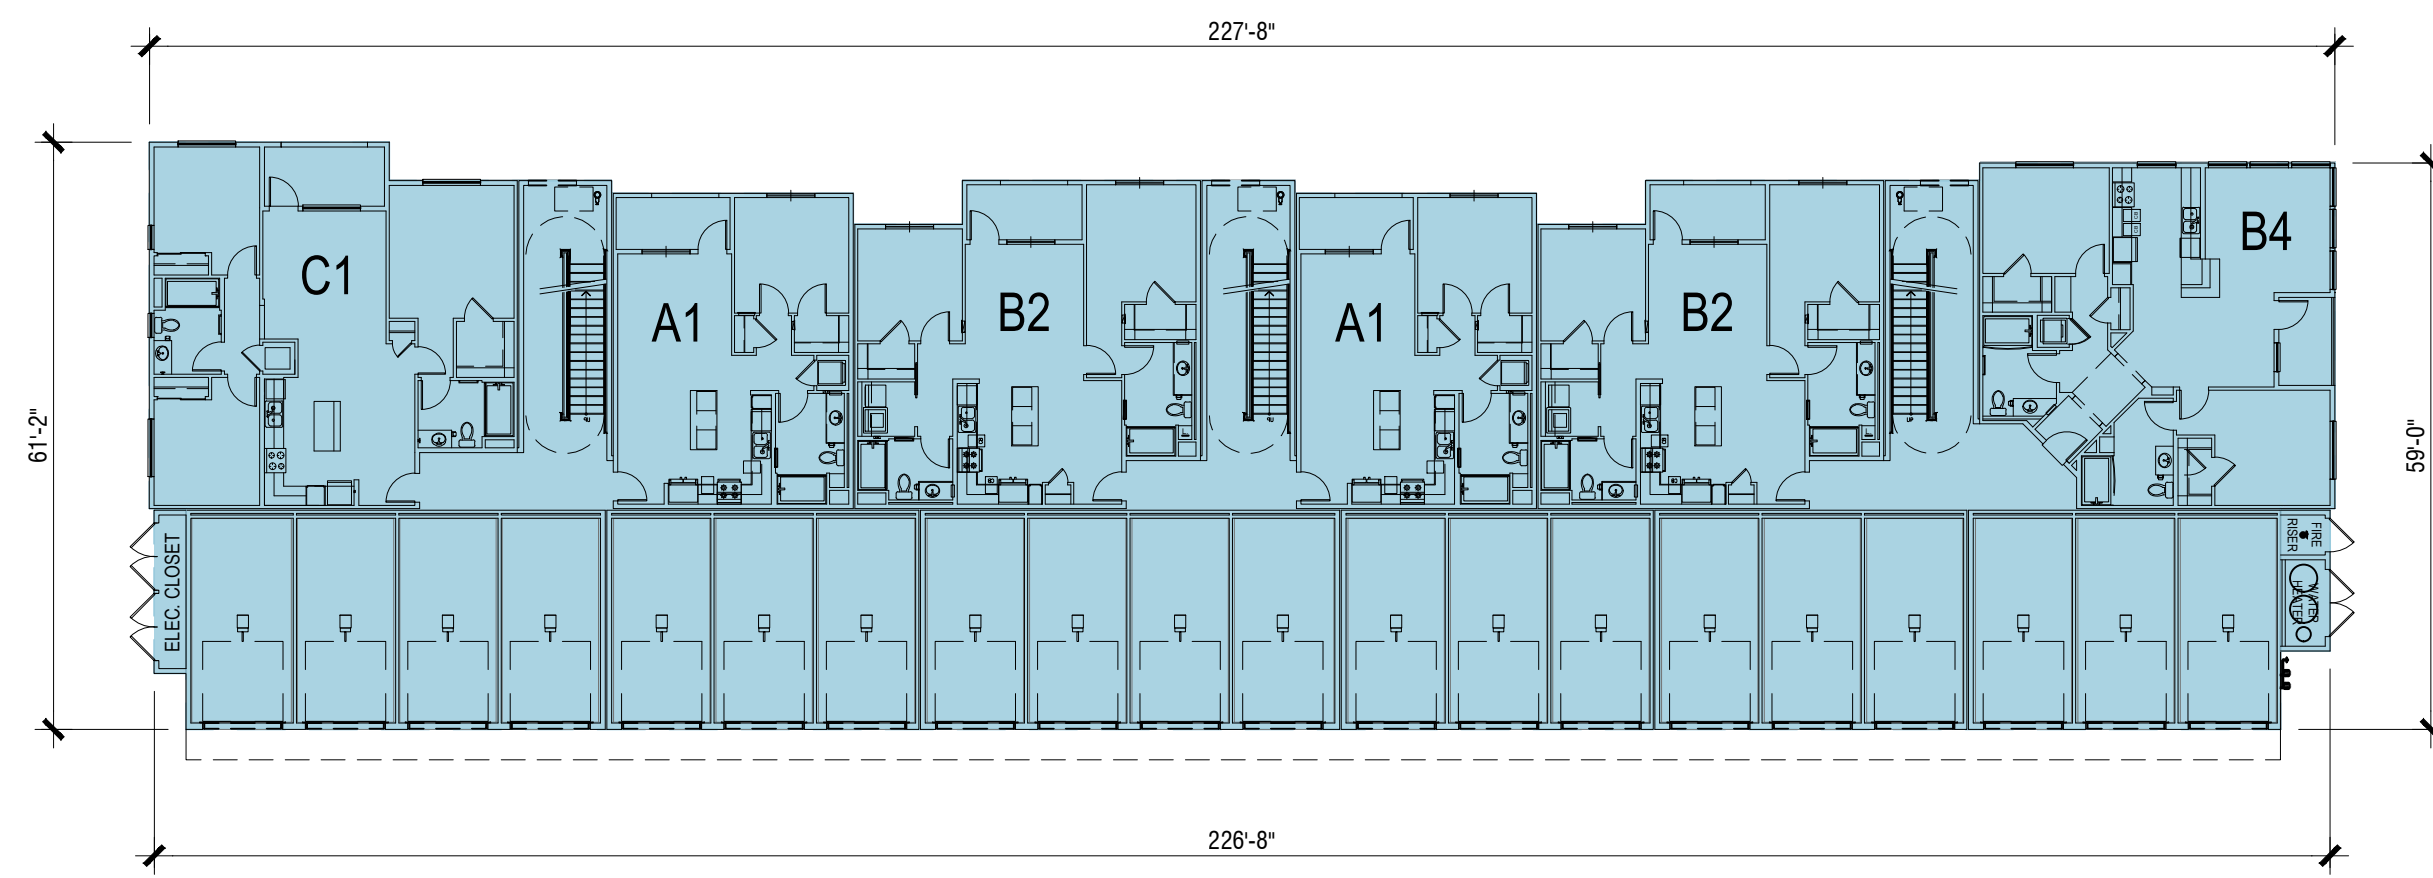 227'-8"
C1
A1
B2
A1
B2
B4
61'-2"
59'-0"
ELEC. CLOSET
FIRE
RISER
WATER
HEATER
226'-8"